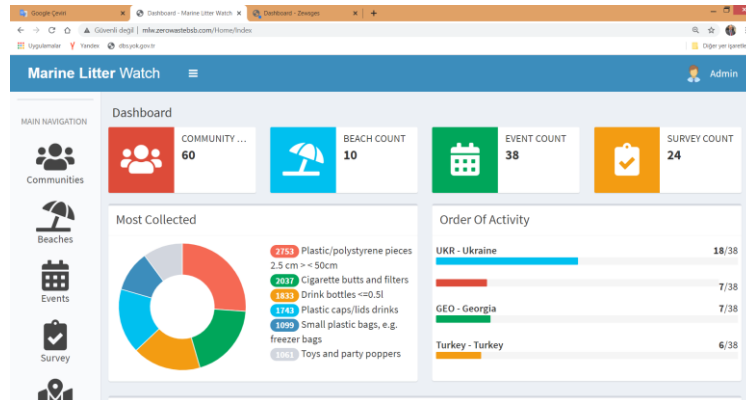 Google Çeviri
Dashboard - Marine Litter Watch
Dashboard - Zewages
Güvenli değil | mlw.zerowastebsb.com/Home/Index
Uygulamalar
Yandex
dbs.yok.gov.tr
Diğer yer işaretle
Marine Litter Watch
Admin
MAIN NAVIGATION
Communities
Beaches
Events
Survey
Dashboard
COMMUNITY ...
60
BEACH COUNT
10
EVENT COUNT
38
SURVEY COUNT
24
Most Collected
2753 Plastic/polystyrene pieces
2.5 cm > < 50cm
2037 Cigarette butts and filters
1833 Drink bottles <=0.5l
1743 Plastic caps/lids drinks
1099 Small plastic bags, e.g.
freezer bags
1061 Toys and party poppers
Order Of Activity
UKR - Ukraine 18/38
7/38
GEO - Georgia 7/38
Turkey - Turkey 6/38